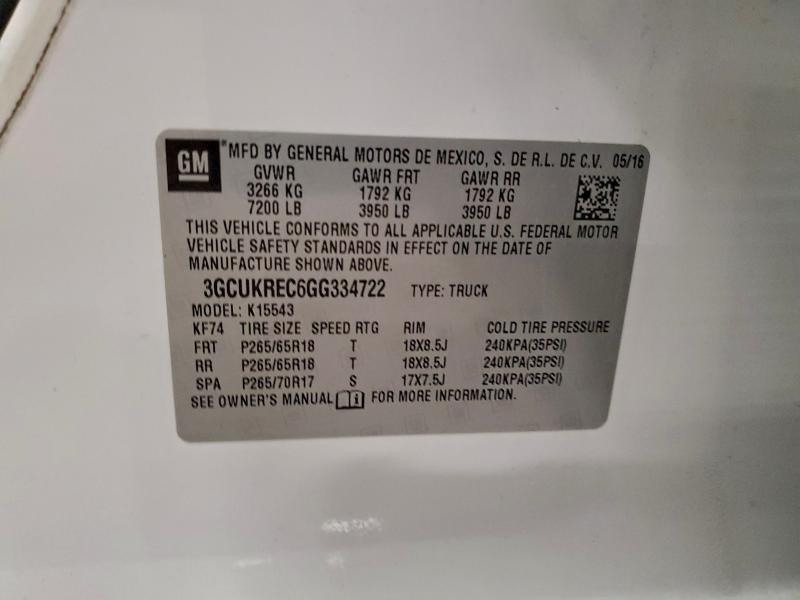 GM *MFD BY GENERAL MOTORS DE MEXICO, S. DE R.L. DE C.V. 05/16
GVWR GAWR FRT GAWR RR
3266 KG 1792 KG 1792 KG
7200 LB 3950 LB 3950 LB
THIS VEHICLE CONFORMS TO ALL APPLICABLE U.S. FEDERAL MOTOR
VEHICLE SAFETY STANDARDS IN EFFECT ON THE DATE OF
MANUFACTURE SHOWN ABOVE.
3GCUKREC6GG334722 TYPE: TRUCK
MODEL: K15543
KF74 TIRE SIZE SPEED RTG RIM COLD TIRE PRESSURE
FRT P265/65R18 T 18X8.5J 240KPA(35PSI)
RR P265/65R18 T 18X8.5J 240KPA(35PSI)
SPA P265/70R17 S 17X7.5J 240KPA(35PSI)
SEE OWNER'S MANUAL FOR MORE INFORMATION.